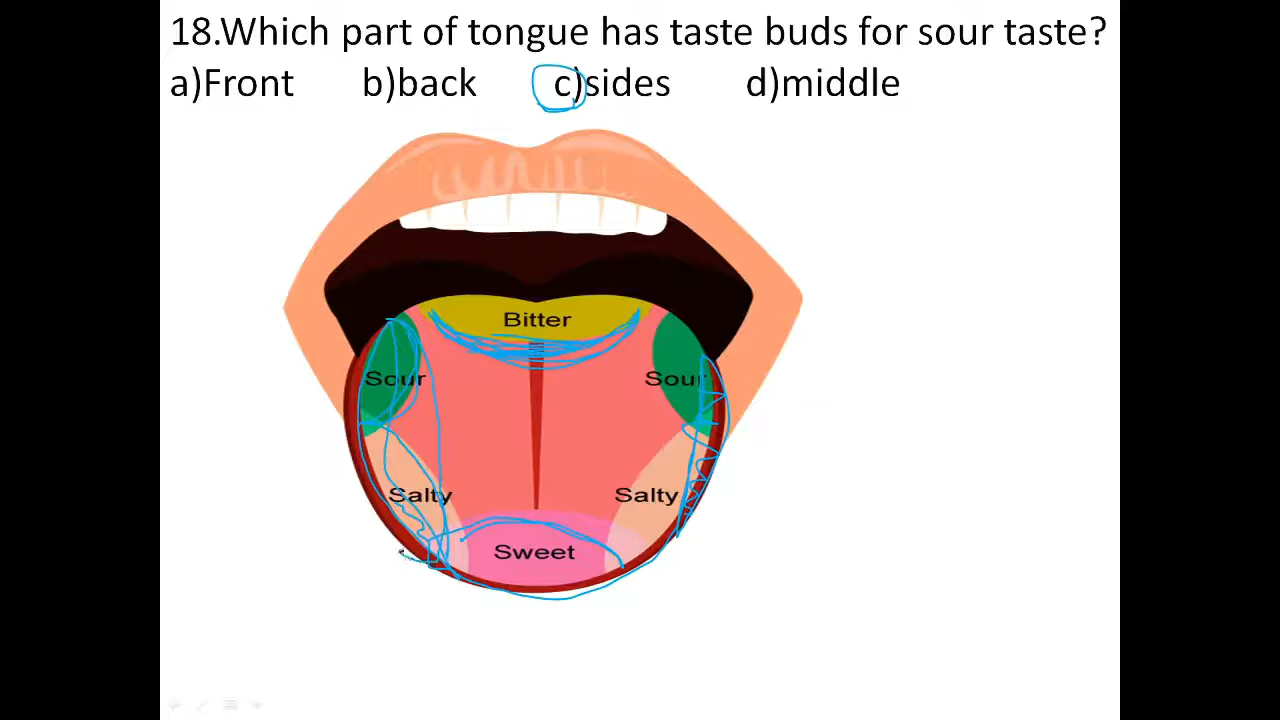 18.Which part of tongue has taste buds for sour taste?
a)Front b)back c)sides d)middle
Bitter
Sour Sour
Salty Salty
Sweet